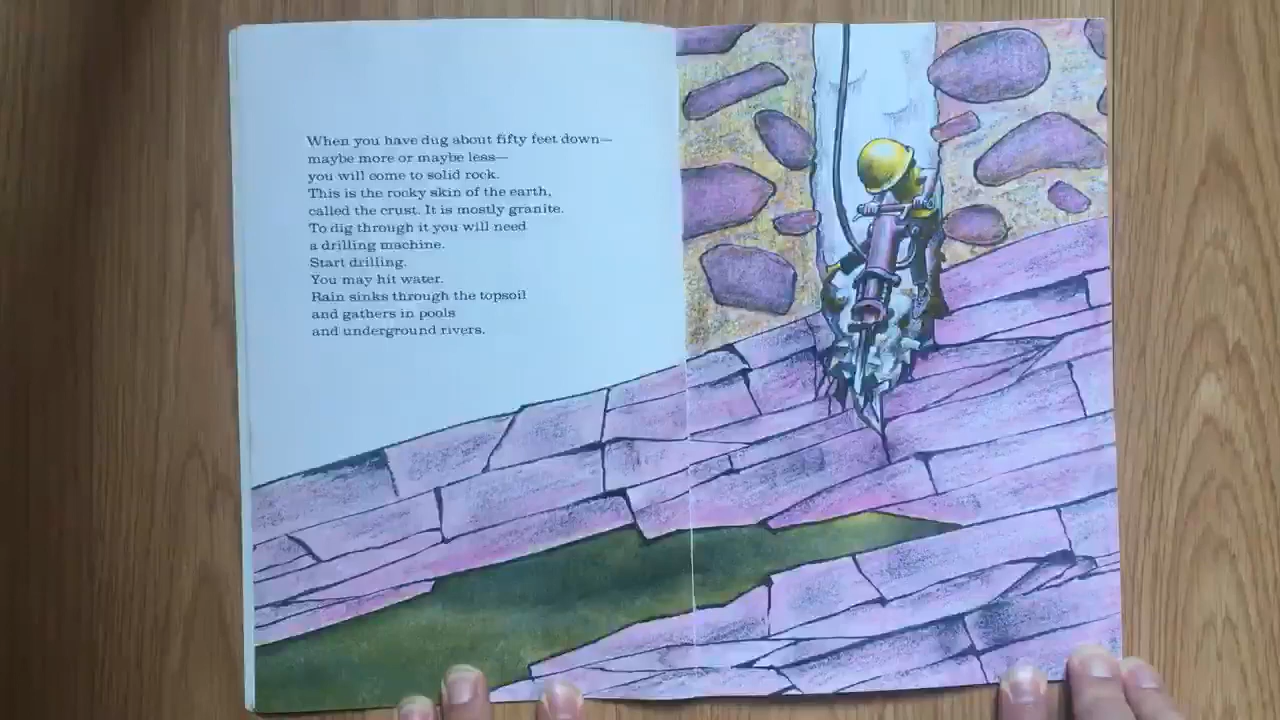 When you have dug about fifty feet down—
maybe more or maybe less—
you will come to solid rock.
This is the rocky skin of the earth,
called the crust. It is mostly granite.
To dig through it you will need
a drilling machine.
Start drilling.
You may hit water.
Rain sinks through the topsoil
and gathers in pools
and underground rivers.